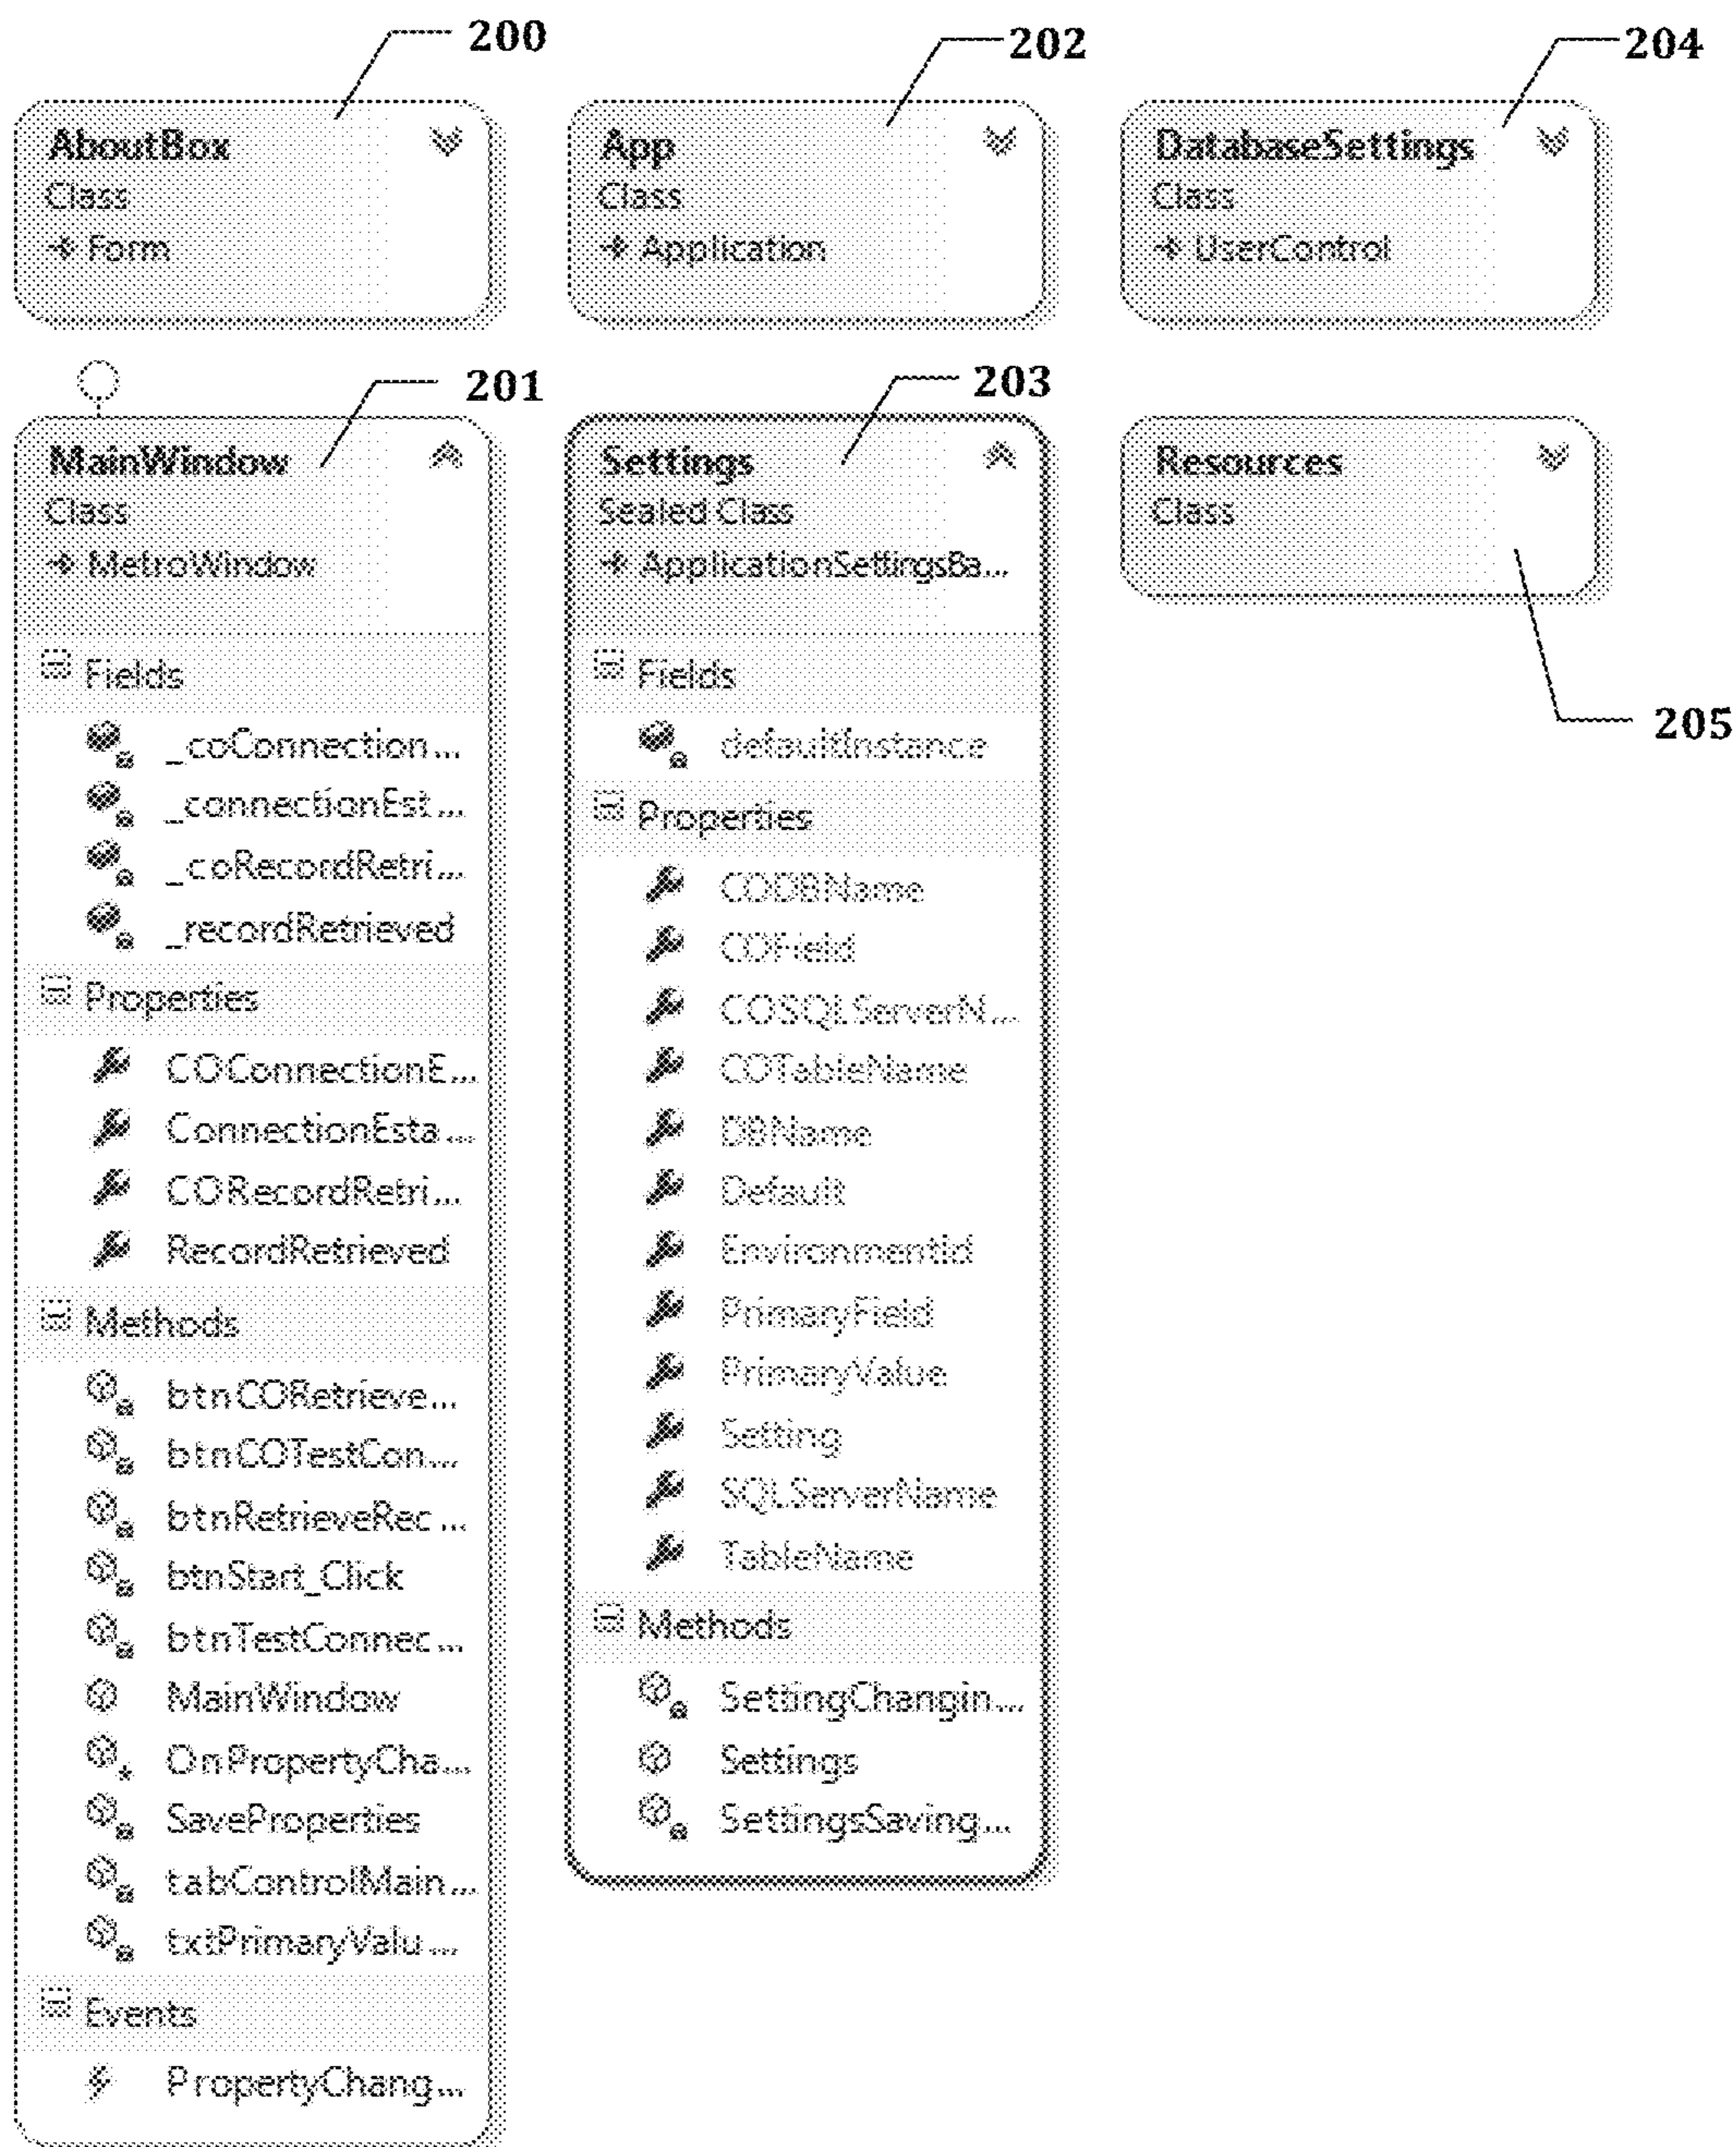 200
AboutBox
Class
Form
202
App
Class
Application
204
DatabaseSettings
Class
UserControl
201
MainWindow
Class
MetroWindow
Fields
_coConnection...
_connectionEst...
_coRecordRetri...
_recordRetrieved
Properties
COConnectionE...
ConnectionEsta...
CORecordRetri...
RecordRetrieved
Methods
btnCORetrieve...
btnCOTestCon...
btnRetrieveRec...
btnStart_Click
btnTestConnec...
MainWindow
OnPropertyCha...
SaveProperties
tabControlMain...
txtPrimaryValu...
Events
PropertyChang...
203
Settings
Sealed Class
ApplicationSettingsBa...
Fields
defaultInstance
Properties
CODBName
COField
COSQLServerN...
COTableName
DBName
Default
EnvironmentId
PrimaryField
PrimaryValue
Setting
SQLServerName
TableName
Methods
SettingChangin...
Settings
SettingsSaving...
Resources
Class
205